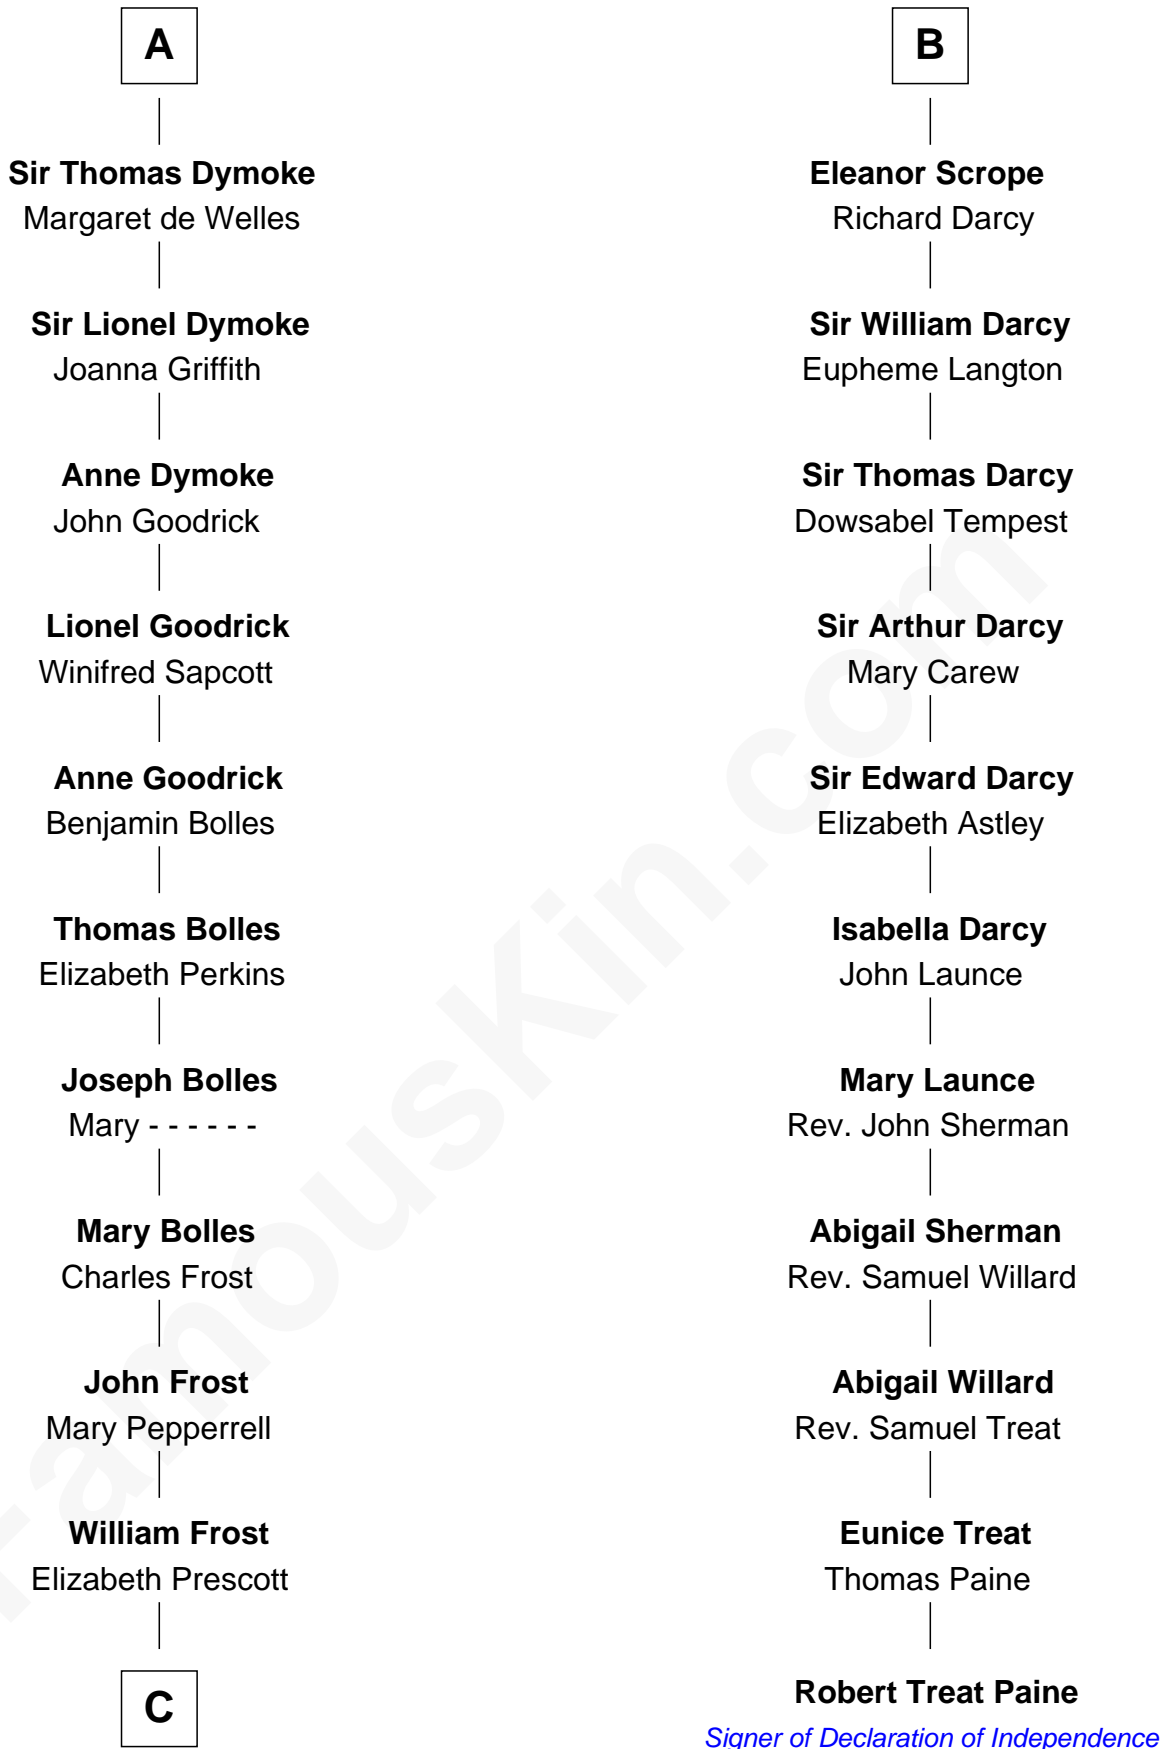 A
Sir Thomas Dymoke
Margaret de Welles
Sir Lionel Dymoke
Joanna Griffith
Anne Dymoke
John Goodrick
Lionel Goodrick
Winifred Sapcott
Anne Goodrick
Benjamin Bolles
Thomas Bolles
Elizabeth Perkins
Joseph Bolles
Mary - - - - - -
Mary Bolles
Charles Frost
John Frost
Mary Pepperrell
William Frost
Elizabeth Prescott
C
B
Eleanor Scrope
Richard Darcy
Sir William Darcy
Eupheme Langton
Sir Thomas Darcy
Dowsabel Tempest
Sir Arthur Darcy
Mary Carew
Sir Edward Darcy
Elizabeth Astley
Isabella Darcy
John Launce
Mary Launce
Rev. John Sherman
Abigail Sherman
Rev. Samuel Willard
Abigail Willard
Rev. Samuel Treat
Eunice Treat
Thomas Paine
Robert Treat Paine
Signer of Declaration of Independence
FamousKin.com